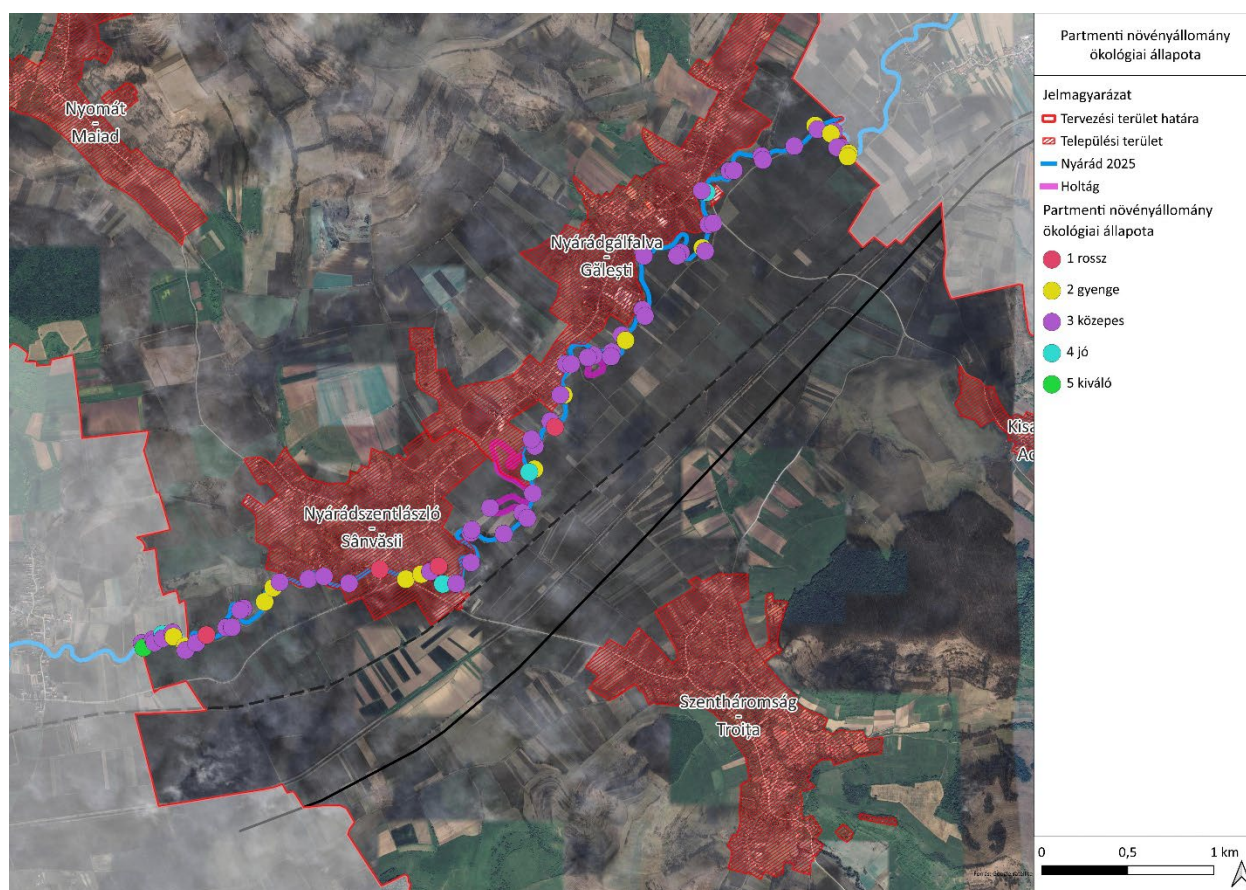 Partmenti növényállomány
ökológiai állapota
Jelmagyarázat
Tervezési terület határa
Települési terület
Nyárád 2025
Holtág
Partmenti növényállomány
ökológiai állapota
1 rossz
2 gyenge
3 közepes
4 jó
5 kiváló
0
0,5
1 km
Nyomát
-
Maiad
Nyárádgálfalva
-
Gălești
Nyárádszentlászló
-
Sânvăsii
Szentháromság
-
Troița
Kisa
Ac